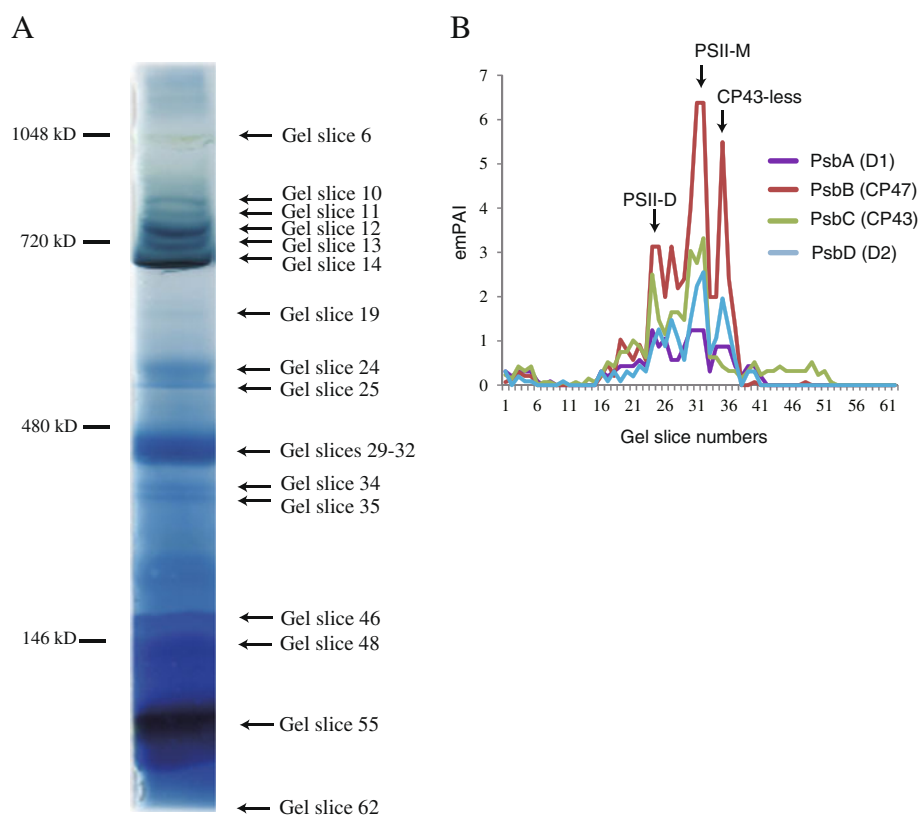 A
1048 kD
720 kD
480 kD
146 kD
Gel slice 6
Gel slice 10
Gel slice 11
Gel slice 12
Gel slice 13
Gel slice 14
Gel slice 19
Gel slice 24
Gel slice 25
Gel slices 29-32
Gel slice 34
Gel slice 35
Gel slice 46
Gel slice 48
Gel slice 55
Gel slice 62
B
PSII-M
CP43-less
PSII-D
7
6
5
4
3
2
1
0
emPAI
1 6 11 16 21 26 31 36 41 46 51 56 61
Gel slice numbers
PsbA (D1)
PsbB (CP47)
PsbC (CP43)
PsbD (D2)